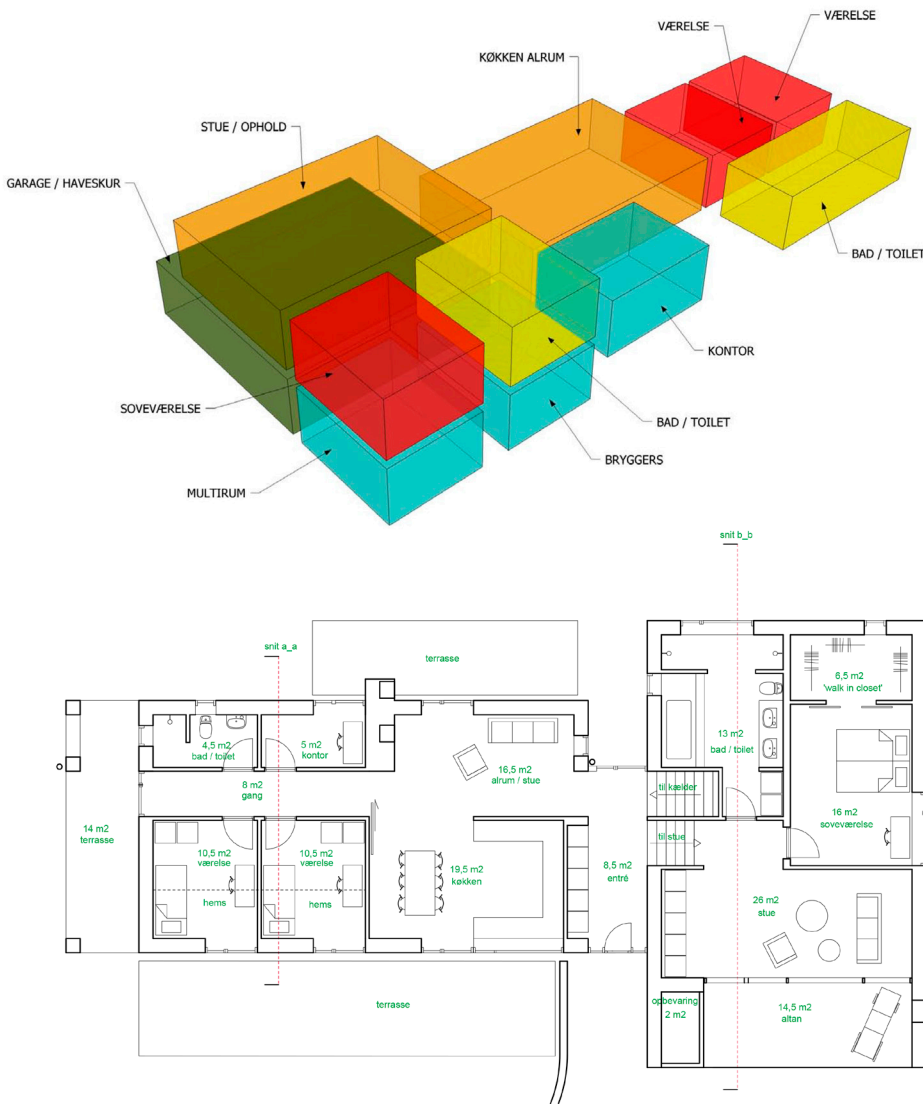 VÆRELSE
VÆRELSE
KØKKEN ALRUM
STUE / OPHOLD
GARAGE / HAVESKUR
BAD / TOILET
KONTOR
SOVEVÆRELSE
BAD / TOILET
BRYGGERS
MULTIRUM
snit b_b
snit a_a
terrasse
6,5 m2
'walk in closet'
4,5 m2
bad / toilet
5 m2
kontor
13 m2
bad / toilet
16,5 m2
alrum / stue
8 m2
gang
til kælder
14 m2
terrasse
16 m2
soveværelse
til stue
10,5 m2
værelse
hems
10,5 m2
værelse
hems
19,5 m2
køkken
8,5 m2
entré
26 m2
stue
terrasse
opbevaring
2 m2
14,5 m2
altan